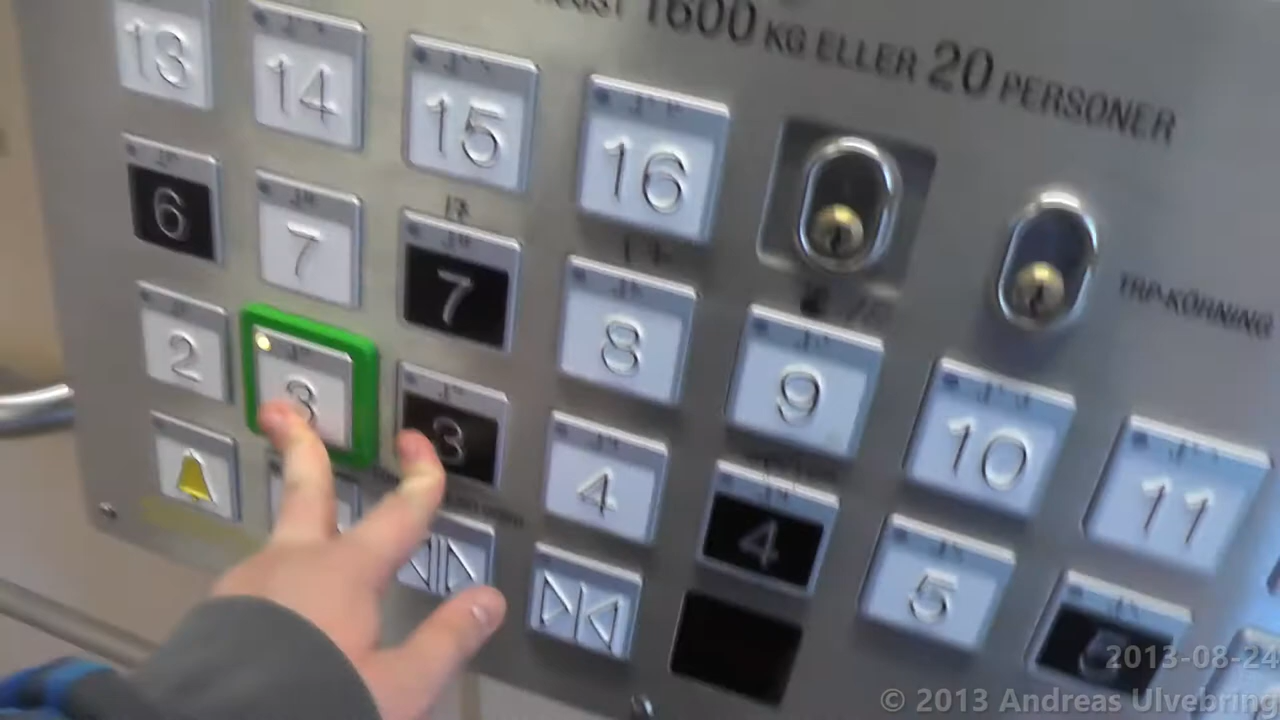 1600 KG ELLER 20 PERSONER
13 14 15 16
6 7 7 8 9 10 11
TRP-KÖRNING
2 3 3 4 4 5
2013-08-24
© 2013 Andreas Ulvebring